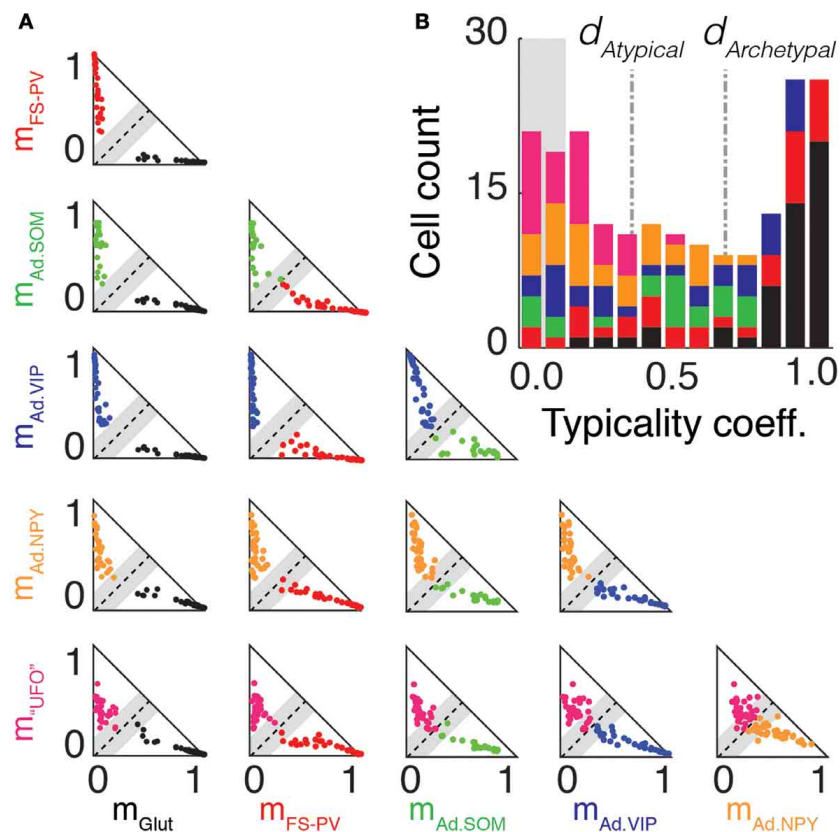 A
B
1
m FS-PV
0
30
d Atypical
d Archetypal
15
0
Cell count
0.0
0.5
1.0
Typicality coeff.
1
m Ad.SOM
0
1
m Ad.VIP
0
1
m Ad.NPY
0
1
m "UFO"
0
0 1
0 1
0 1
0 1
0 1
m Glut
m FS-PV
m Ad.SOM
m Ad.VIP
m Ad.NPY